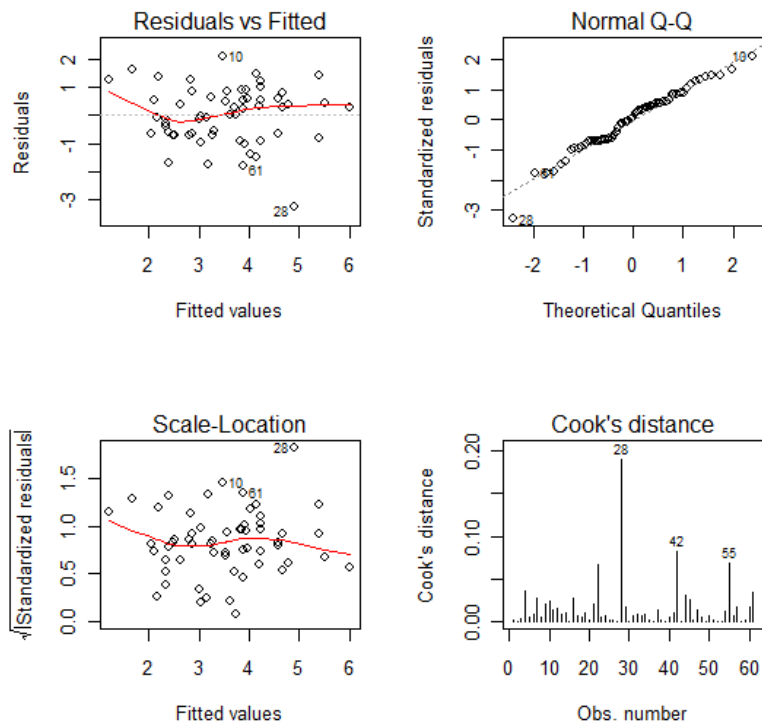 Residuals vs Fitted
Residuals
2
1
-1
-3
10
61
28
2 3 4 5 6
Fitted values
Normal Q-Q
Standardized residuals
2
1
0
-1
-3
10
28
-2 -1 0 1 2
Theoretical Quantiles
Scale-Location
√|Standardized residuals|
1.5
1.0
0.5
0.0
28
10
61
2 3 4 5 6
Fitted values
Cook's distance
Cook's distance
0.20
0.10
0.00
28
42
55
0 10 20 30 40 50 60
Obs. number